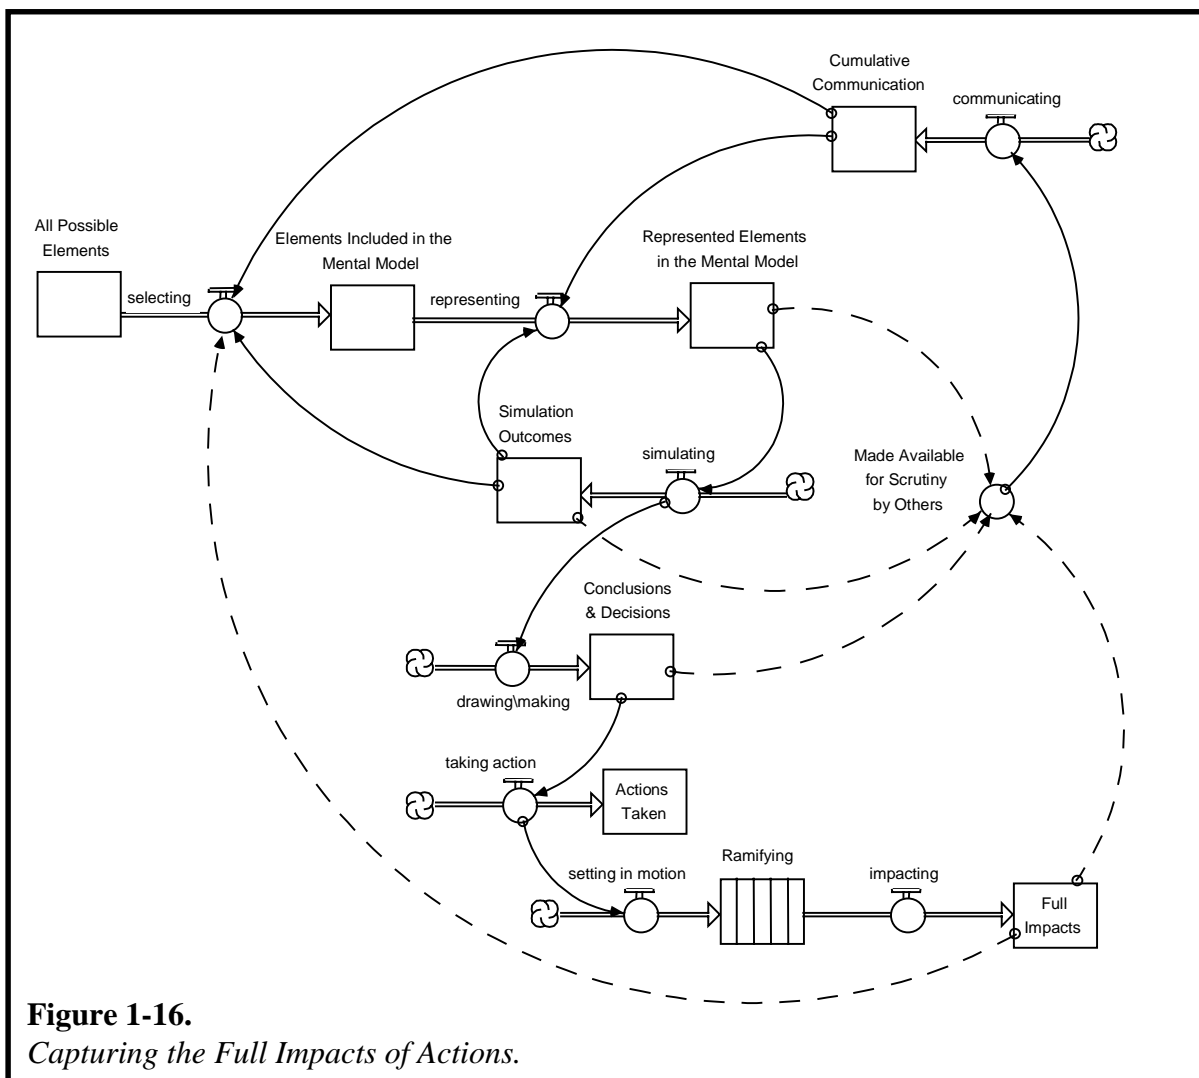 Cumulative
Communication
communicating
All Possible
Elements
Elements Included in the
Mental Model
Represented Elements
in the Mental Model
selecting
representing
Simulation
Outcomes
simulating
Made Available
for Scrutiny
by Others
Conclusions
& Decisions
drawing\making
taking action
Actions
Taken
setting in motion
Ramifying
impacting
Full
Impacts
Figure 1-16.
Capturing the Full Impacts of Actions.